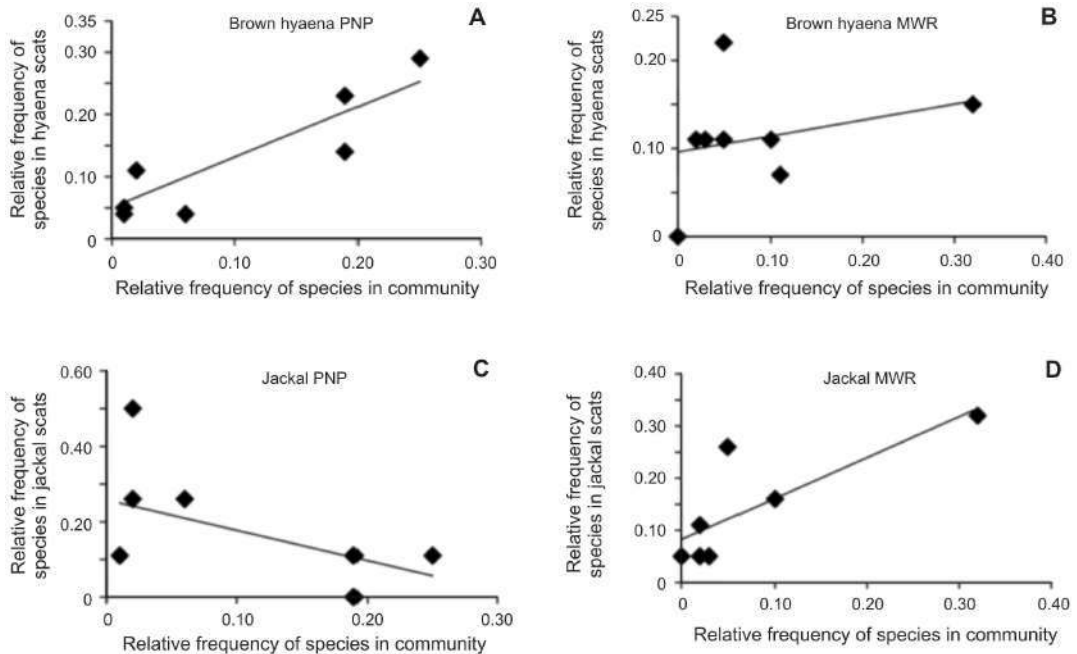 A
Brown hyaena PNP
Relative frequency of
species in hyaena scats
0.35
0.30
0.20
0.10
0
0
0.10
0.20
0.30
Relative frequency of species in community
B
Brown hyaena MWR
Relative frequency of
species in hyaena scats
0.25
0.20
0.10
0
0
0.10
0.20
0.30
0.40
Relative frequency of species in community
C
Jackal PNP
Relative frequency of
species in jackal scats
0.60
0.40
0.20
0
0
0.10
0.20
0.30
Relative frequency of species in community
D
Jackal MWR
Relative frequency of
species in jackal scats
0.40
0.30
0.20
0.10
0
0
0.10
0.20
0.30
0.40
Relative frequency of species in community